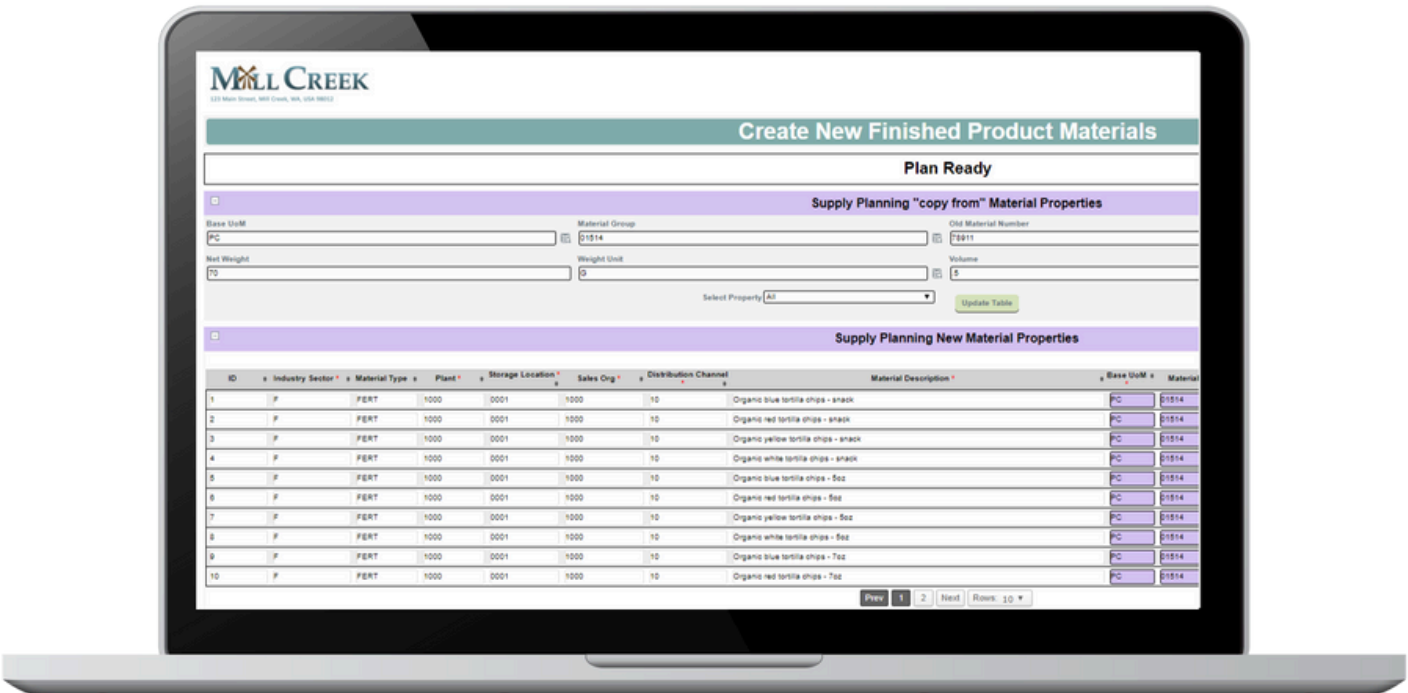 MILL CREEK
123 Main Street, Mill Creek, WA, USA 98012
Create New Finished Product Materials
Plan Ready
Supply Planning "copy from" Material Properties
Base UoM Material Group Old Material Number
PC 01514 78911
Net Weight Weight Unit Volume
70 G .5
Select Property All Update Table
Supply Planning New Material Properties
ID Industry Sector * Material Type Plant * Storage Location * Sales Org * Distribution Channel * Material Description * Base UoM * Material
1 F FERT 1000 0001 1000 10 Organic blue tortilla chips - snack PC 01514
2 F FERT 1000 0001 1000 10 Organic red tortilla chips - snack PC 01514
3 F FERT 1000 0001 1000 10 Organic yellow tortilla chips - snack PC 01514
4 F FERT 1000 0001 1000 10 Organic white tortilla chips - snack PC 01514
5 F FERT 1000 0001 1000 10 Organic blue tortilla chips - 5oz PC 01514
6 F FERT 1000 0001 1000 10 Organic red tortilla chips - 5oz PC 01514
7 F FERT 1000 0001 1000 10 Organic yellow tortilla chips - 5oz PC 01514
8 F FERT 1000 0001 1000 10 Organic white tortilla chips - 5oz PC 01514
9 F FERT 1000 0001 1000 10 Organic blue tortilla chips - 7oz PC 01514
10 F FERT 1000 0001 1000 10 Organic red tortilla chips - 7oz PC 01514
Prev 1 2 Next Rows: 10